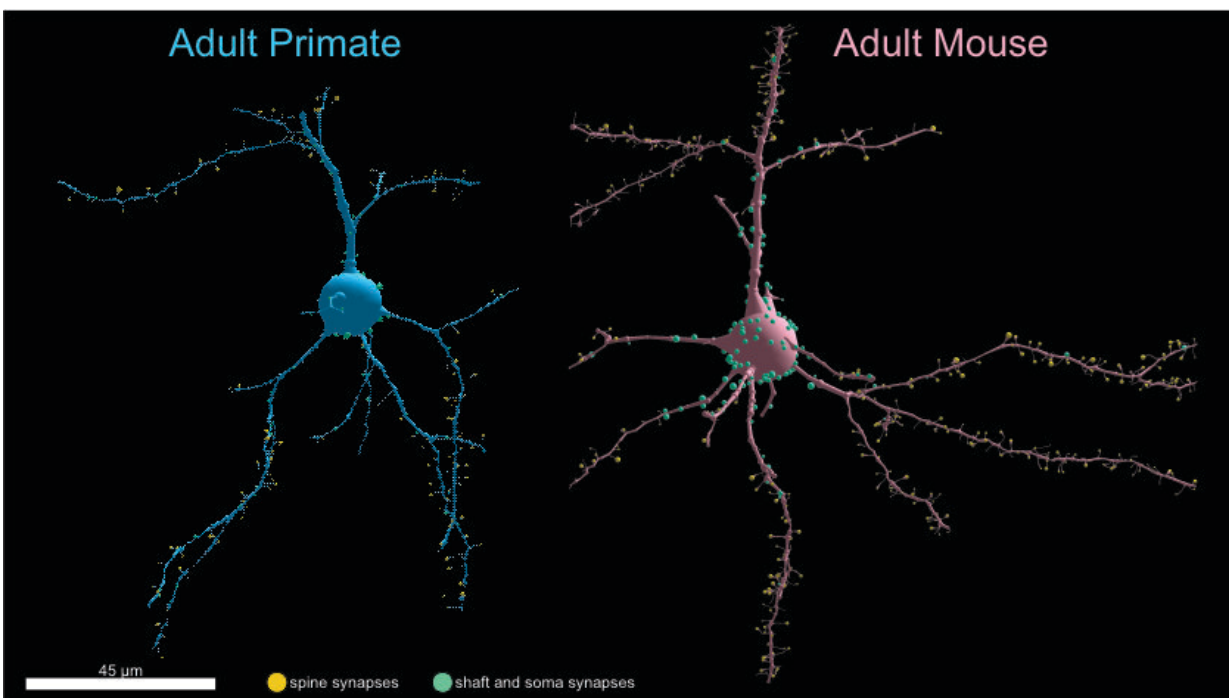 Adult Primate
Adult Mouse
45 µm
spine synapses
shaft and soma synapses